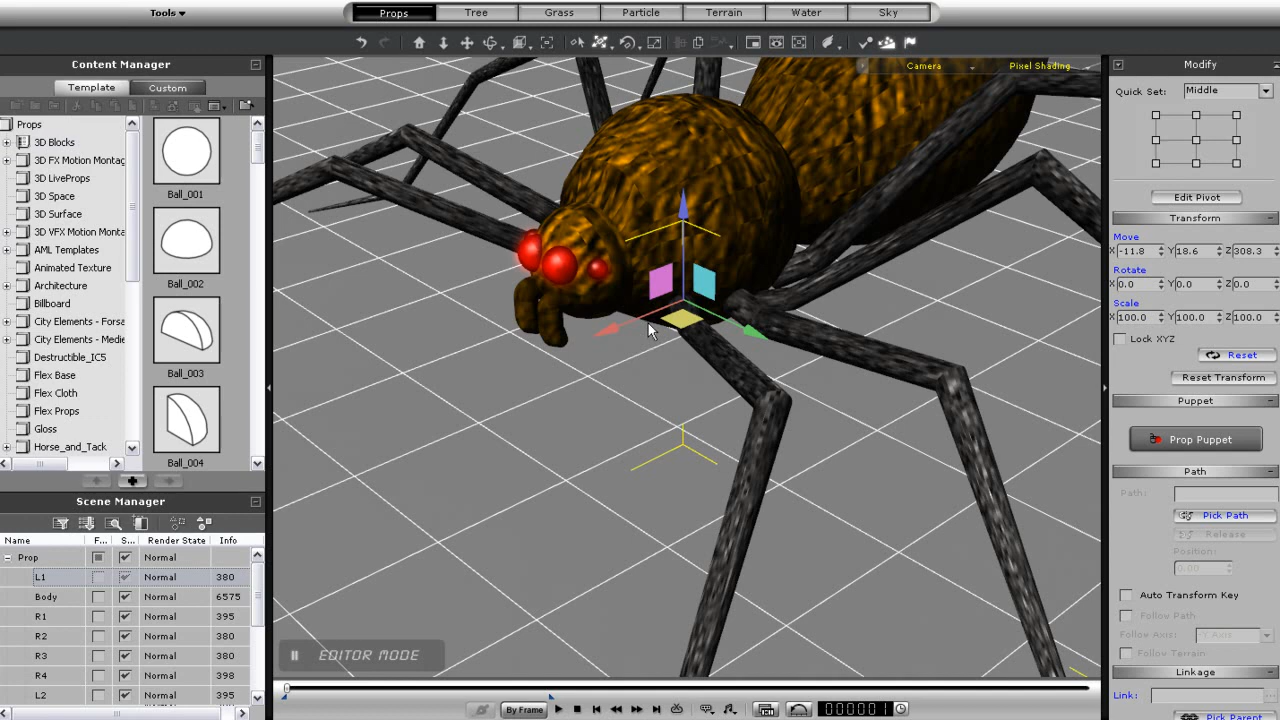 Tools
Props
Tree
Grass
Particle
Terrain
Water
Sky
Content Manager
Template
Custom
Props
3D Blocks
3D FX Motion Montag
3D LiveProps
3D Space
3D Surface
3D VFX Motion Monta
AML Templates
Animated Texture
Architecture
Billboard
City Elements - Forsa
City Elements - Medie
Destructible_IC5
Flex Base
Flex Cloth
Flex Props
Gloss
Horse_and_Tack
Ball_001
Ball_002
Ball_003
Ball_004
Scene Manager
Name F... S... Render State Info
Prop Normal
L1 Normal 380
Body Normal 6575
R1 Normal 395
R2 Normal 380
R3 Normal 380
R4 Normal 398
L2 Normal 395
Camera
Pixel Shading
EDITOR MODE
By Frame
000001
Modify
Quick Set: Middle
Edit Pivot
Transform
Move
X -11.8 Y 18.6 Z 308.3
Rotate
X 0.0 Y 0.0 Z 0.0
Scale
X 100.0 Y 100.0 Z 100.0
Lock XYZ
Reset
Reset Transform
Puppet
Prop Puppet
Path
Path:
Pick Path
Release
Position:
0.00
Auto Transform Key
Follow Path
Follow Axis: Y Axis
Follow Terrain
Linkage
Link:
Pick Parent